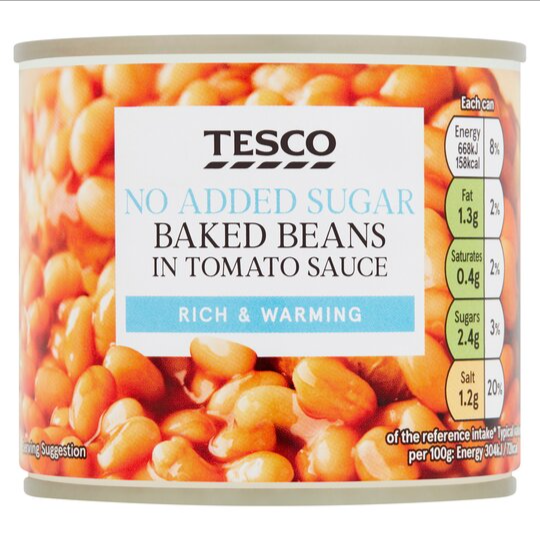 TESCO
NO ADDED SUGAR
BAKED BEANS
IN TOMATO SAUCE
RICH & WARMING
Each can
Energy
668kJ
158kcal
8%
Fat
1.3g
2%
Saturates
0.4g
2%
Sugars
2.4g
3%
Salt
1.2g
20%
of the reference intake* Typical
per 100g: Energy 304kJ /
Suggestion